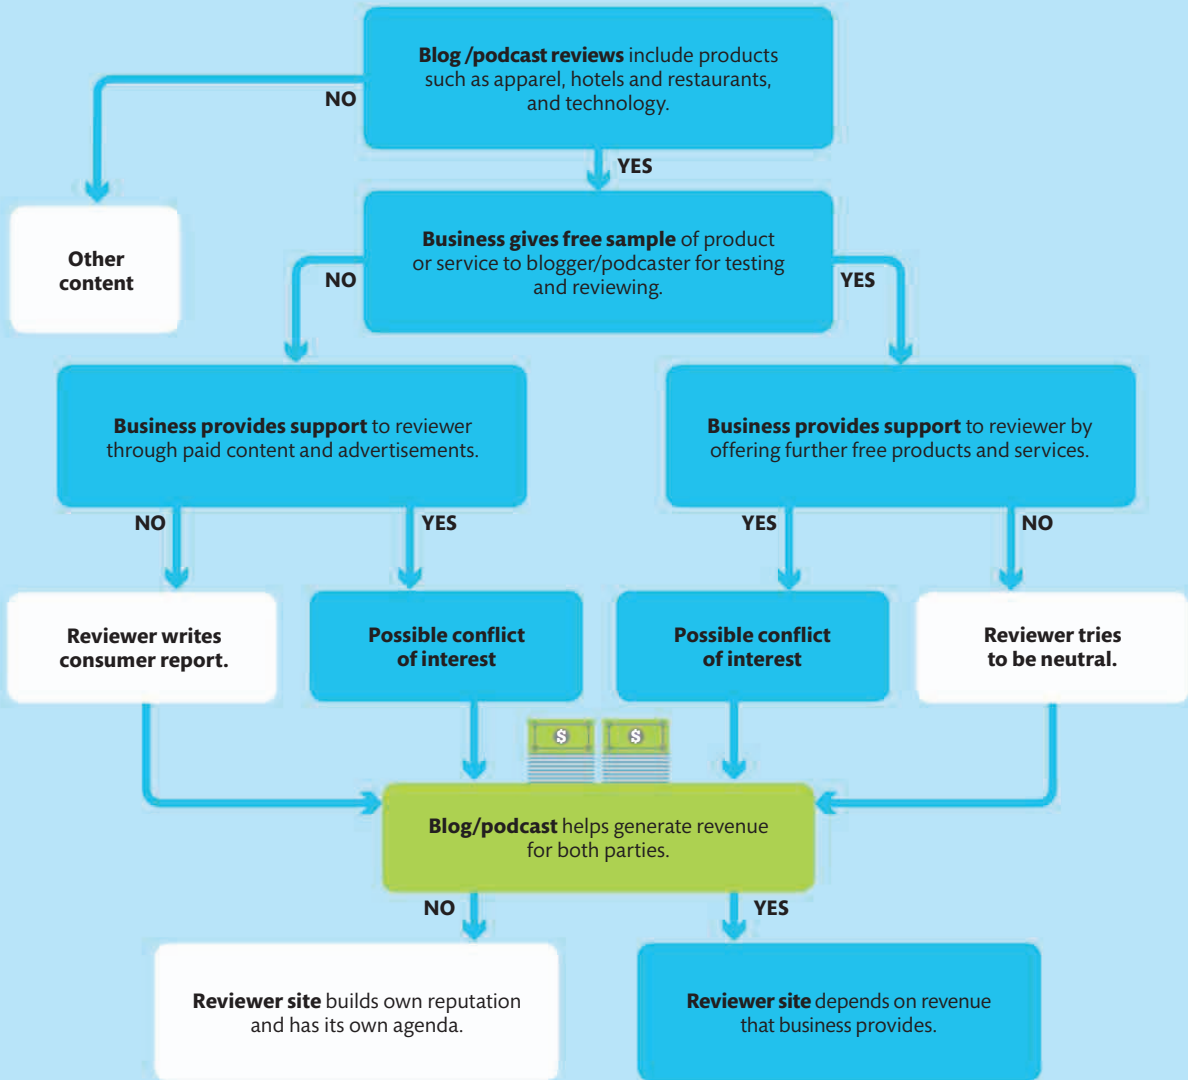 Blog /podcast reviews include products
such as apparel, hotels and restaurants,
and technology.
NO
YES
Other
content
Business gives free sample of product
or service to blogger/podcaster for testing
and reviewing.
NO
YES
Business provides support to reviewer
through paid content and advertisements.
Business provides support to reviewer by
offering further free products and services.
NO
YES
YES
NO
Reviewer writes
consumer report.
Possible conflict
of interest
Possible conflict
of interest
Reviewer tries
to be neutral.
$
$
Blog/podcast helps generate revenue
for both parties.
NO
YES
Reviewer site builds own reputation
and has its own agenda.
Reviewer site depends on revenue
that business provides.